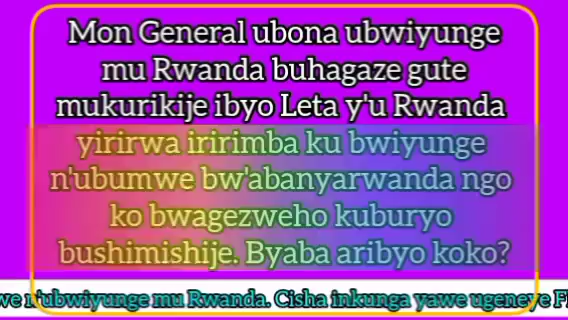 Mon General ubona ubwiyunge
mu Rwanda buhagaze gute
mukurikije ibyo Leta y'u Rwanda
yirirwa iririmba ku bwiyunge
n'ubumwe bw'abanyarwanda ngo
ko bwagezweho kuburyo
bushimishije. Byaba aribyo koko?
n'ubwiyunge mu Rwanda. Cisha inkunga yawe ugeneye